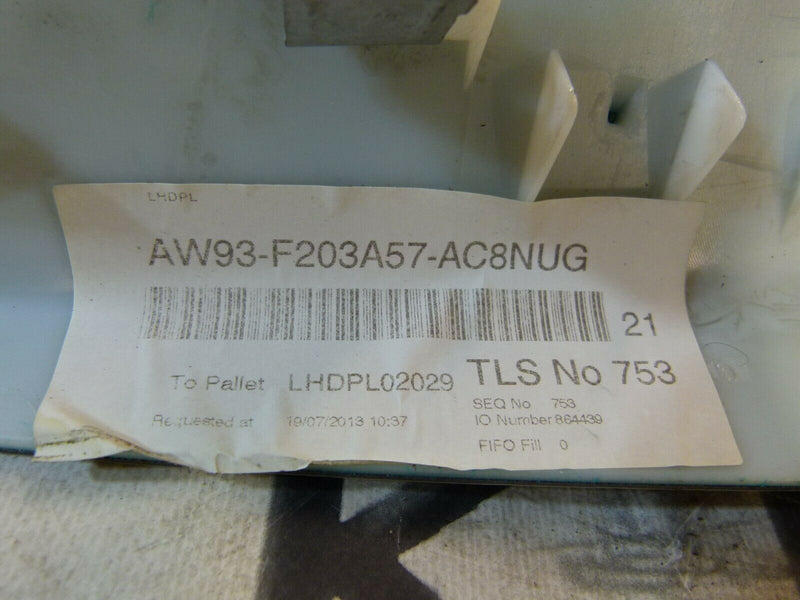 LHDPL
AW93-F203A57-AC8NUG
21
To Pallet LHDPL02029 TLS No 753
SEQ No 753
Requested at 19/07/2013 10:37 IO Number 864439
FIFO Fill 0